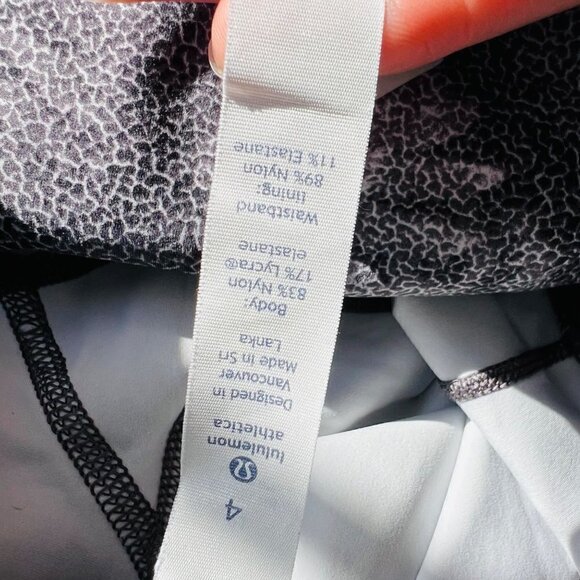 4
lululemon
athletica
Designed in
Vancouver
Made in Sri
Lanka
Body:
83% Nylon
17% Lycra®
elastane
Waistband
lining:
89% Nylon
11% Elastane